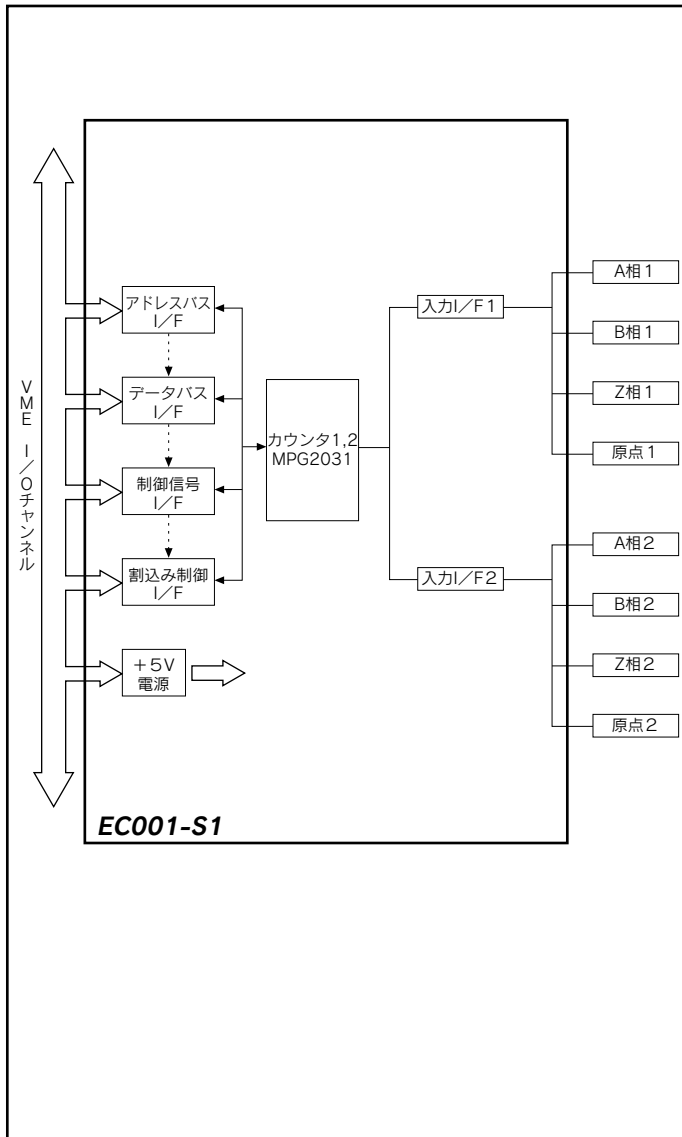 VME I/Oチャンネル
アドレスバス
I/F
データバス
I/F
制御信号
I/F
割込み制御
I/F
+5V
電源
カウンタ1,2
MPG2031
入力I/F1
入力I/F2
A相1
B相1
Z相1
原点1
A相2
B相2
Z相2
原点2
EC001-S1